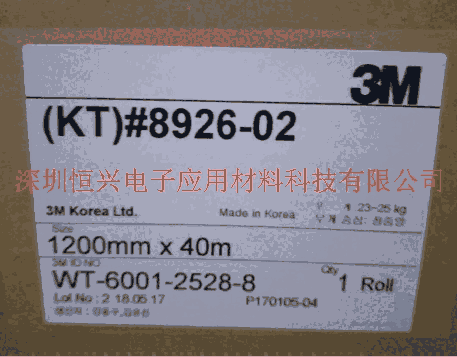 3M
(KT)#8926-02
深圳恒兴电子应用材料科技有限公司
3M Korea Ltd.
Made in Korea
23~25 kg
Size
1200mm x 40m
3M ID NO
WT-6001-2528-8
Qty
1 Roll
Lot No : 2 18.05.17
P170105-04